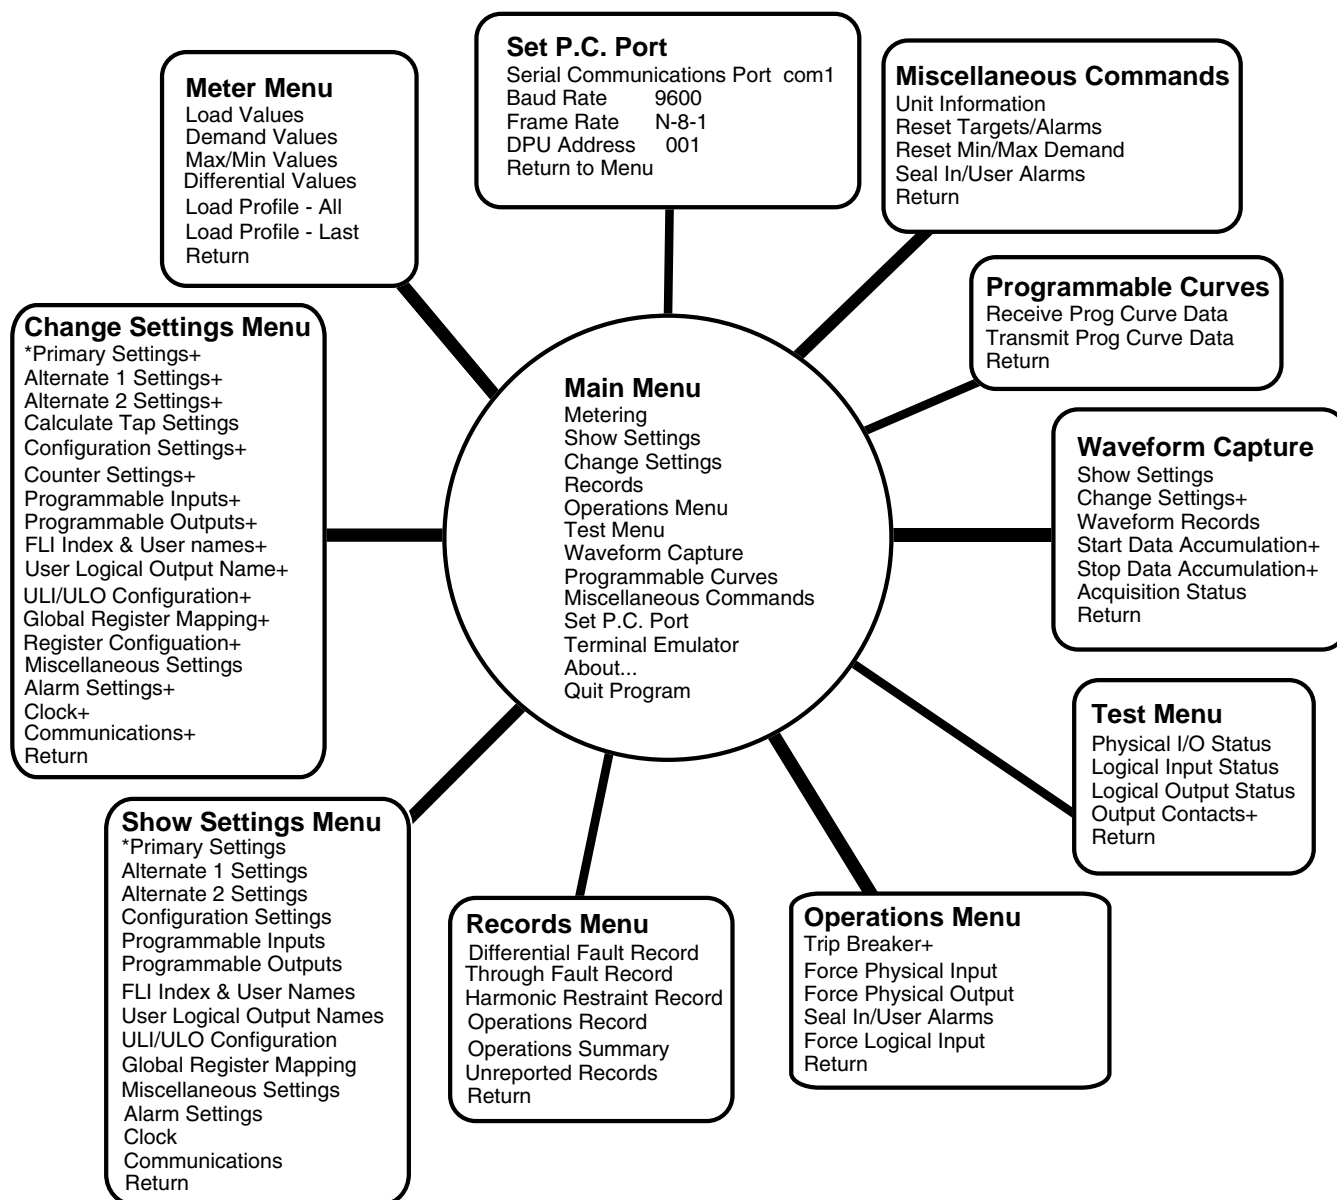 Set P.C. Port
Serial Communications Port com1
Baud Rate 9600
Frame Rate N-8-1
DPU Address 001
Return to Menu
Meter Menu
Load Values
Demand Values
Max/Min Values
Differential Values
Load Profile - All
Load Profile - Last
Return
Miscellaneous Commands
Unit Information
Reset Targets/Alarms
Reset Min/Max Demand
Seal In/User Alarms
Return
Programmable Curves
Receive Prog Curve Data
Transmit Prog Curve Data
Return
Change Settings Menu
*Primary Settings+
Alternate 1 Settings+
Alternate 2 Settings+
Calculate Tap Settings
Configuration Settings+
Counter Settings+
Programmable Inputs+
Programmable Outputs+
FLI Index & User names+
User Logical Output Name+
ULI/ULO Configuration+
Global Register Mapping+
Register Configuation+
Miscellaneous Settings
Alarm Settings+
Clock+
Communications+
Return
Main Menu
Metering
Show Settings
Change Settings
Records
Operations Menu
Test Menu
Waveform Capture
Programmable Curves
Miscellaneous Commands
Set P.C. Port
Terminal Emulator
About...
Quit Program
Waveform Capture
Show Settings
Change Settings+
Waveform Records
Start Data Accumulation+
Stop Data Accumulation+
Acquisition Status
Return
Test Menu
Physical I/O Status
Logical Input Status
Logical Output Status
Output Contacts+
Return
Show Settings Menu
*Primary Settings
Alternate 1 Settings
Alternate 2 Settings
Configuration Settings
Programmable Inputs
Programmable Outputs
FLI Index & User Names
User Logical Output Names
ULI/ULO Configuration
Global Register Mapping
Miscellaneous Settings
Alarm Settings
Clock
Communications
Return
Records Menu
Differential Fault Record
Through Fault Record
Harmonic Restraint Record
Operations Record
Operations Summary
Unreported Records
Return
Operations Menu
Trip Breaker+
Force Physical Input
Force Physical Output
Seal In/User Alarms
Force Logical Input
Return